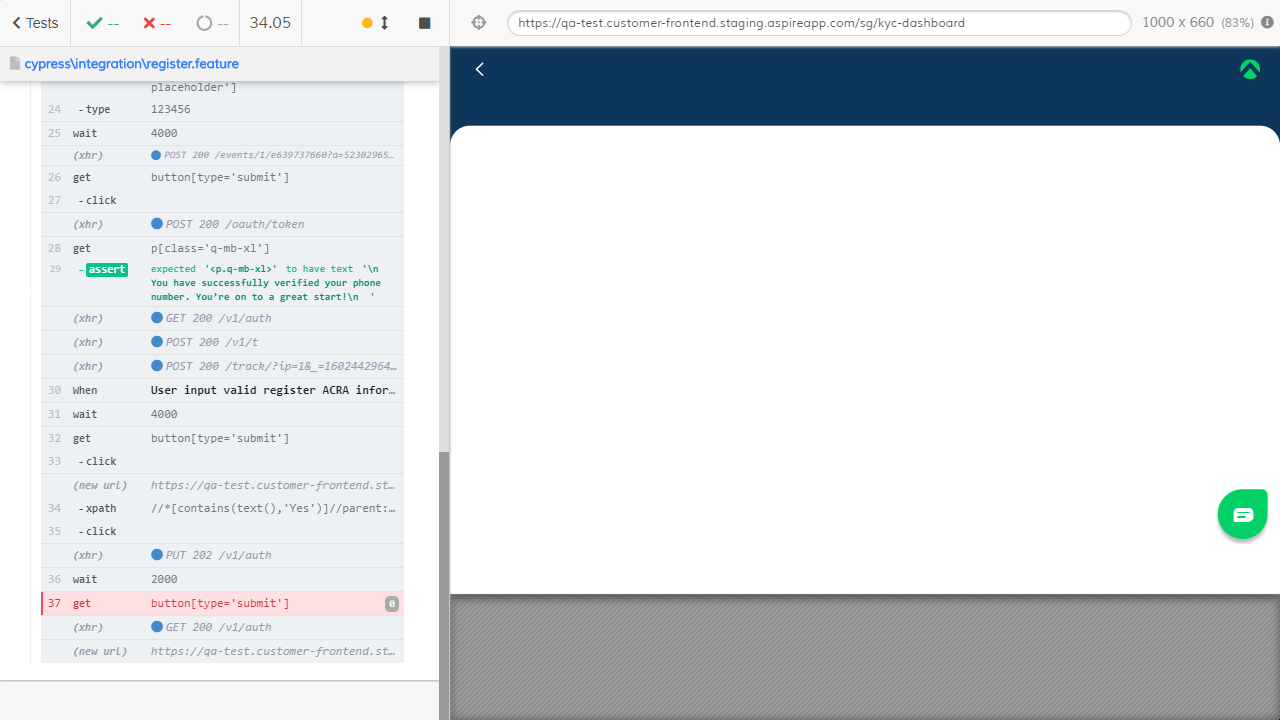 Tests
--
--
--
34.05
https://qa-test.customer-frontend.staging.aspireapp.com/sg/kyc-dashboard
1000 x 660 (83%)
cypress\integration\register.feature
placeholder']
24 -type 123456
25 wait 4000
(xhr) POST 200 /events/1/e639737660?a=52302965…
26 get button[type='submit']
27 -click
(xhr) POST 200 /oauth/token
28 get p[class='q-mb-xl']
29 -assert expected '<p.q-mb-xl>' to have text '\n
You have successfully verified your phone
number. You’re on to a great start!\n '
(xhr) GET 200 /v1/auth
(xhr) POST 200 /v1/t
(xhr) POST 200 /track/?ip=1&_=1602442964…
30 When User input valid register ACRA infor…
31 wait 4000
32 get button[type='submit']
33 -click
(new url) https://qa-test.customer-frontend.st…
34 -xpath //*[contains(text(),'Yes')]//parent:…
35 -click
(xhr) PUT 202 /v1/auth
36 wait 2000
37 get button[type='submit'] 0
(xhr) GET 200 /v1/auth
(new url) https://qa-test.customer-frontend.st…